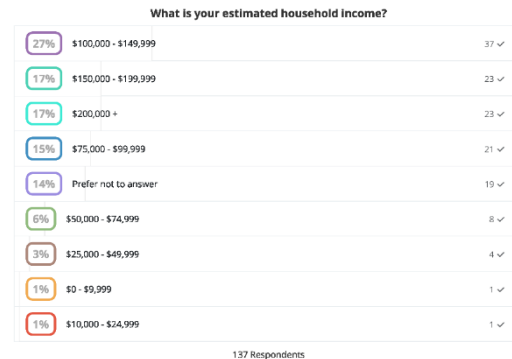 What is your estimated household income?
27% $100,000 - $149,999 37
17% $150,000 - $199,999 23
17% $200,000 + 23
15% $75,000 - $99,999 21
14% Prefer not to answer 19
6% $50,000 - $74,999 8
3% $25,000 - $49,999 4
1% $0 - $9,999 1
1% $10,000 - $24,999 1
137 Respondents